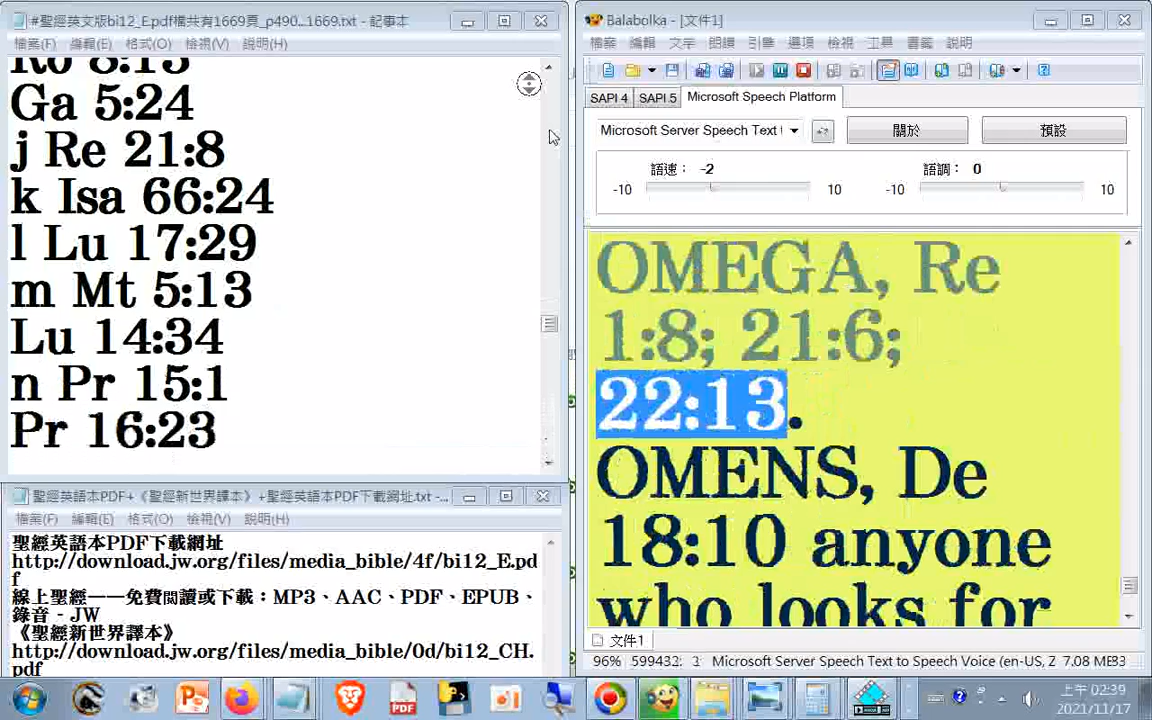 #聖經英文版bi12_E.pdf檔共有1669頁_p490...1669.txt - 記事本
檔案(F) 編輯(E) 格式(O) 檢視(V) 說明(H)
Ro 8:13
Ga 5:24
j Re 21:8
k Isa 66:24
l Lu 17:29
m Mt 5:13
Lu 14:34
n Pr 15:1
Pr 16:23
聖經英語本PDF+《聖經新世界譯本》+聖經英語本PDF下載網址.txt - ...
檔案(F) 編輯(E) 格式(O) 檢視(V) 說明(H)
聖經英語本PDF下載網址
http://download.jw.org/files/media_bible/4f/bi12_E.pd
f
線上聖經——免費閱讀或下載：MP3、AAC、PDF、EPUB、
錄音 - JW
《聖經新世界譯本》
http://download.jw.org/files/media_bible/0d/bi12_CH.
pdf
Balabolka - [文件1]
檔案 編輯 文字 朗讀 引擎 選項 檢視 工具 書籤 說明
SAPI 4 SAPI 5 Microsoft Speech Platform
Microsoft Server Speech Text t 關於 預設
語速： -2 語調： 0
-10 10 -10 10
OMEGA, Re
1:8; 21:6;
22:13.
OMENS, De
18:10 anyone
who looks for
文件1
96% 599432: 2 Microsoft Server Speech Text to Speech Voice (en-US, Z 7.08 MB
上午 02:39
2021/11/17